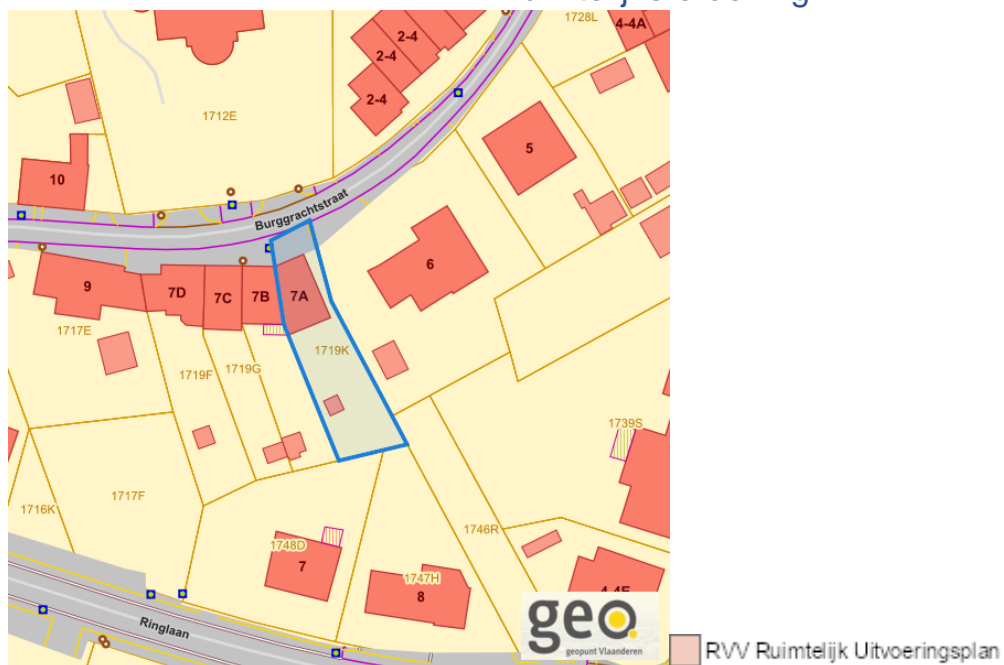 1728L
4-4A
2-4
2-4
2-4
1712E
5
10
Burggrachtstraat
6
9
7D
7C
7B
7A
1717E
1719K
1719G
1719F
1739S
1717F
1716K
1746R
1748D
7
1747H
8
Ringlaan
geo.
geopunt Vlaanderen
RVV Ruimtelijk Uitvoeringsplan